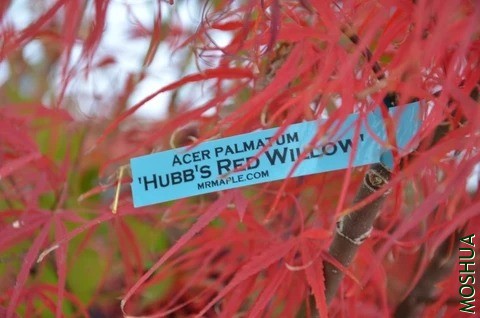 Acer palmatum
'Hubb's Red Willow'
mrmaple.com
MOSHUA